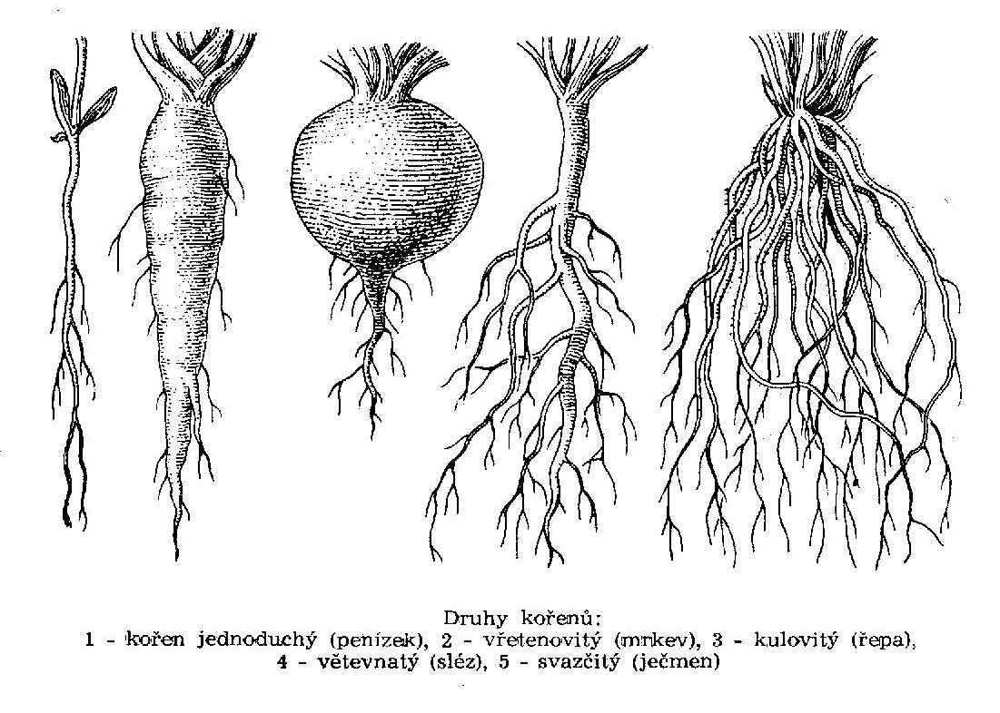 Druhy kořenů:
1 - kořen jednoduchý (penízek), 2 - vřetenovitý (mrkev), 3 - kulovitý (řepa),
4 - větevnatý (sléz), 5 - svazčitý (ječmen)